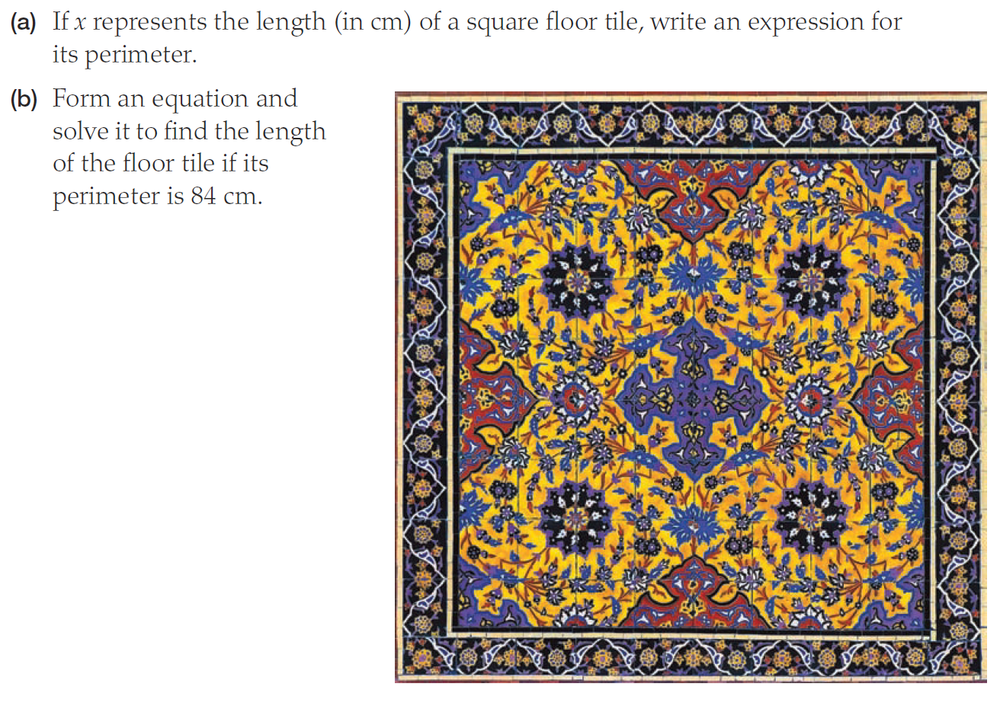 (a) If x represents the length (in cm) of a square floor tile, write an expression for
its perimeter.
(b) Form an equation and
solve it to find the length
of the floor tile if its
perimeter is 84 cm.